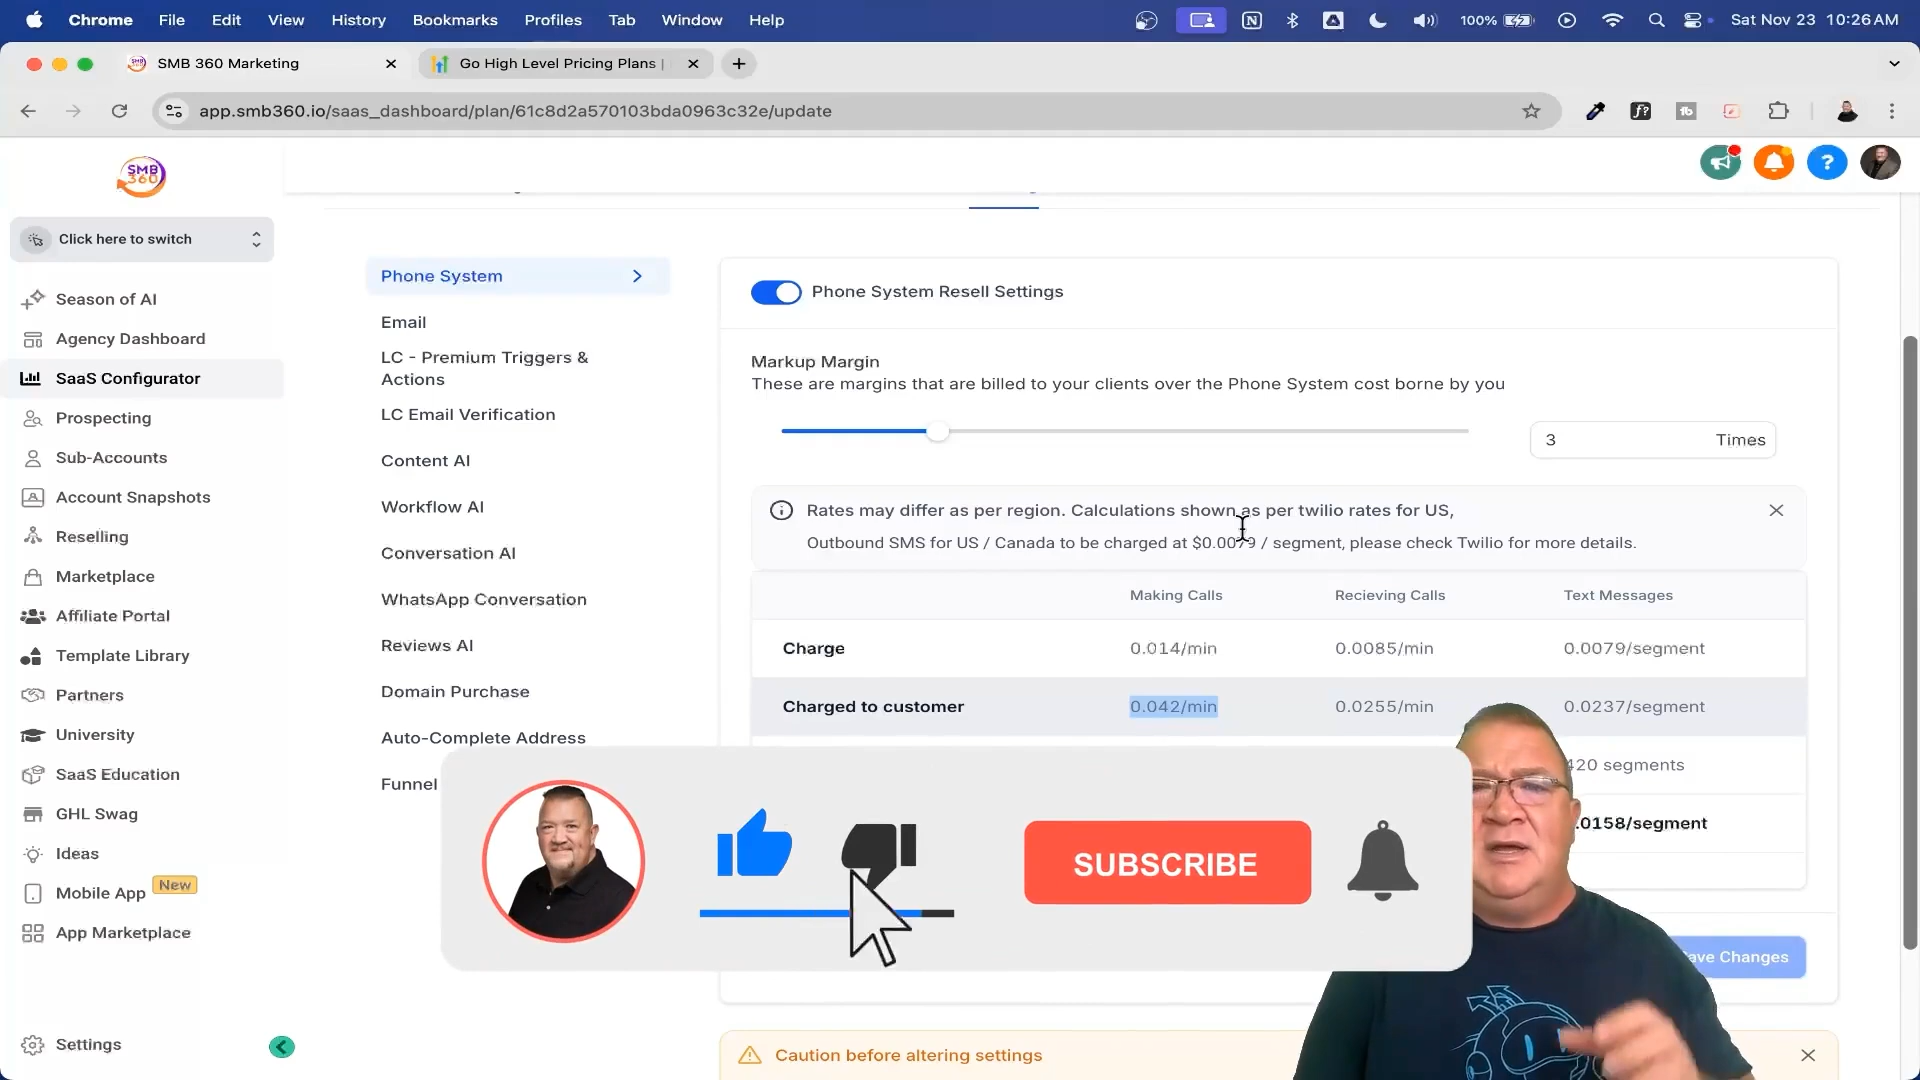 Chrome File Edit View History Bookmarks Profiles Tab Window Help 100% Sat Nov 23 10:26 AM
SMB 360 Marketing
Go High Level Pricing Plans |
app.smb360.io/saas_dashboard/plan/61c8d2a570103bda0963c32e/update
SMB
360
Click here to switch
Season of AI
Agency Dashboard
SaaS Configurator
Prospecting
Sub-Accounts
Account Snapshots
Reselling
Marketplace
Affiliate Portal
Template Library
Partners
University
SaaS Education
GHL Swag
Ideas
Mobile App New
App Marketplace
Settings
Phone System
Email
LC - Premium Triggers &
Actions
LC Email Verification
Content AI
Workflow AI
Conversation AI
WhatsApp Conversation
Reviews AI
Domain Purchase
Auto-Complete Address
Funnel
Phone System Resell Settings
Markup Margin
These are margins that are billed to your clients over the Phone System cost borne by you
3 Times
Rates may differ as per region. Calculations shown as per twilio rates for US,
Outbound SMS for US / Canada to be charged at $0.0079 / segment, please check Twilio for more details.
Making Calls Recieving Calls Text Messages
Charge 0.014/min 0.0085/min 0.0079/segment
Charged to customer 0.042/min 0.0255/min 0.0237/segment
420 segments
.0158/segment
SUBSCRIBE
ave Changes
Caution before altering settings